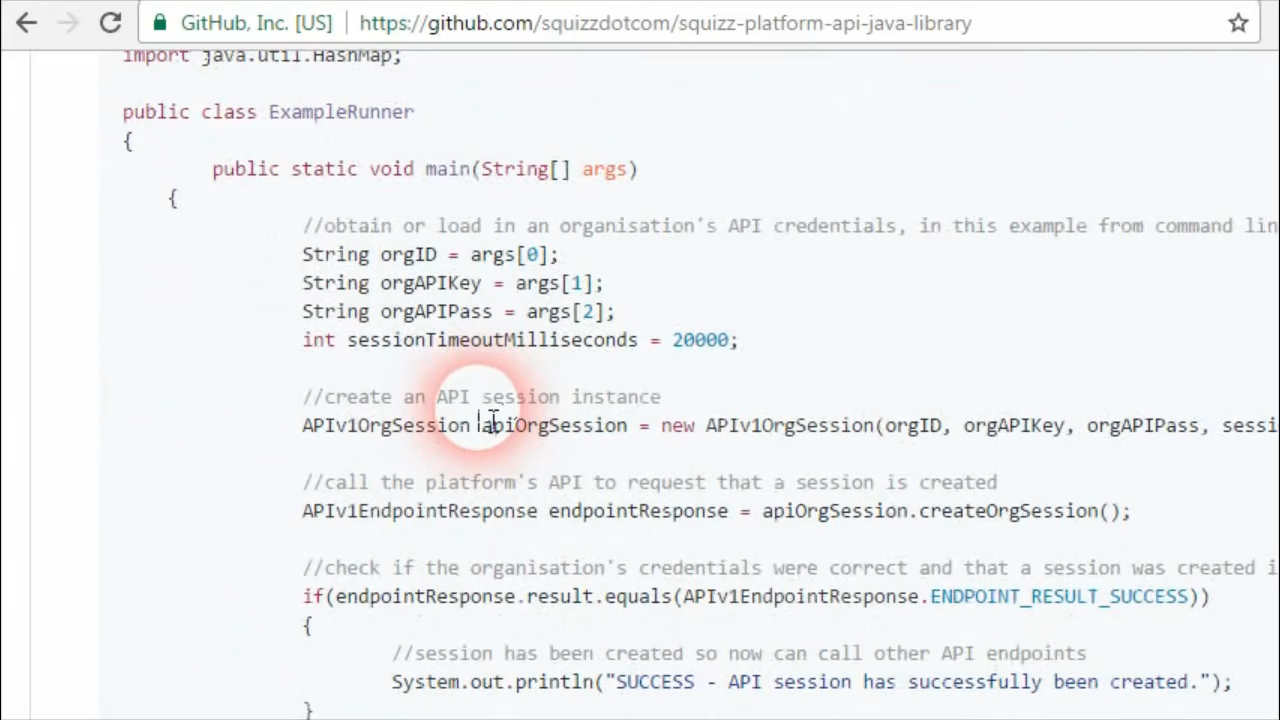 GitHub, Inc. [US] https://github.com/squizzdotcom/squizz-platform-api-java-library
import java.util.HashMap;
public class ExampleRunner
{
public static void main(String[] args)
{
//obtain or load in an organisation's API credentials, in this example from command lin
String orgID = args[0];
String orgAPIKey = args[1];
String orgAPIPass = args[2];
int sessionTimeoutMilliseconds = 20000;
//create an API session instance
APIv1OrgSession apiOrgSession = new APIv1OrgSession(orgID, orgAPIKey, orgAPIPass, sessi
//call the platform's API to request that a session is created
APIv1EndpointResponse endpointResponse = apiOrgSession.createOrgSession();
//check if the organisation's credentials were correct and that a session was created i
if(endpointResponse.result.equals(APIv1EndpointResponse.ENDPOINT_RESULT_SUCCESS))
{
//session has been created so now can call other API endpoints
System.out.println("SUCCESS - API session has successfully been created.");
}